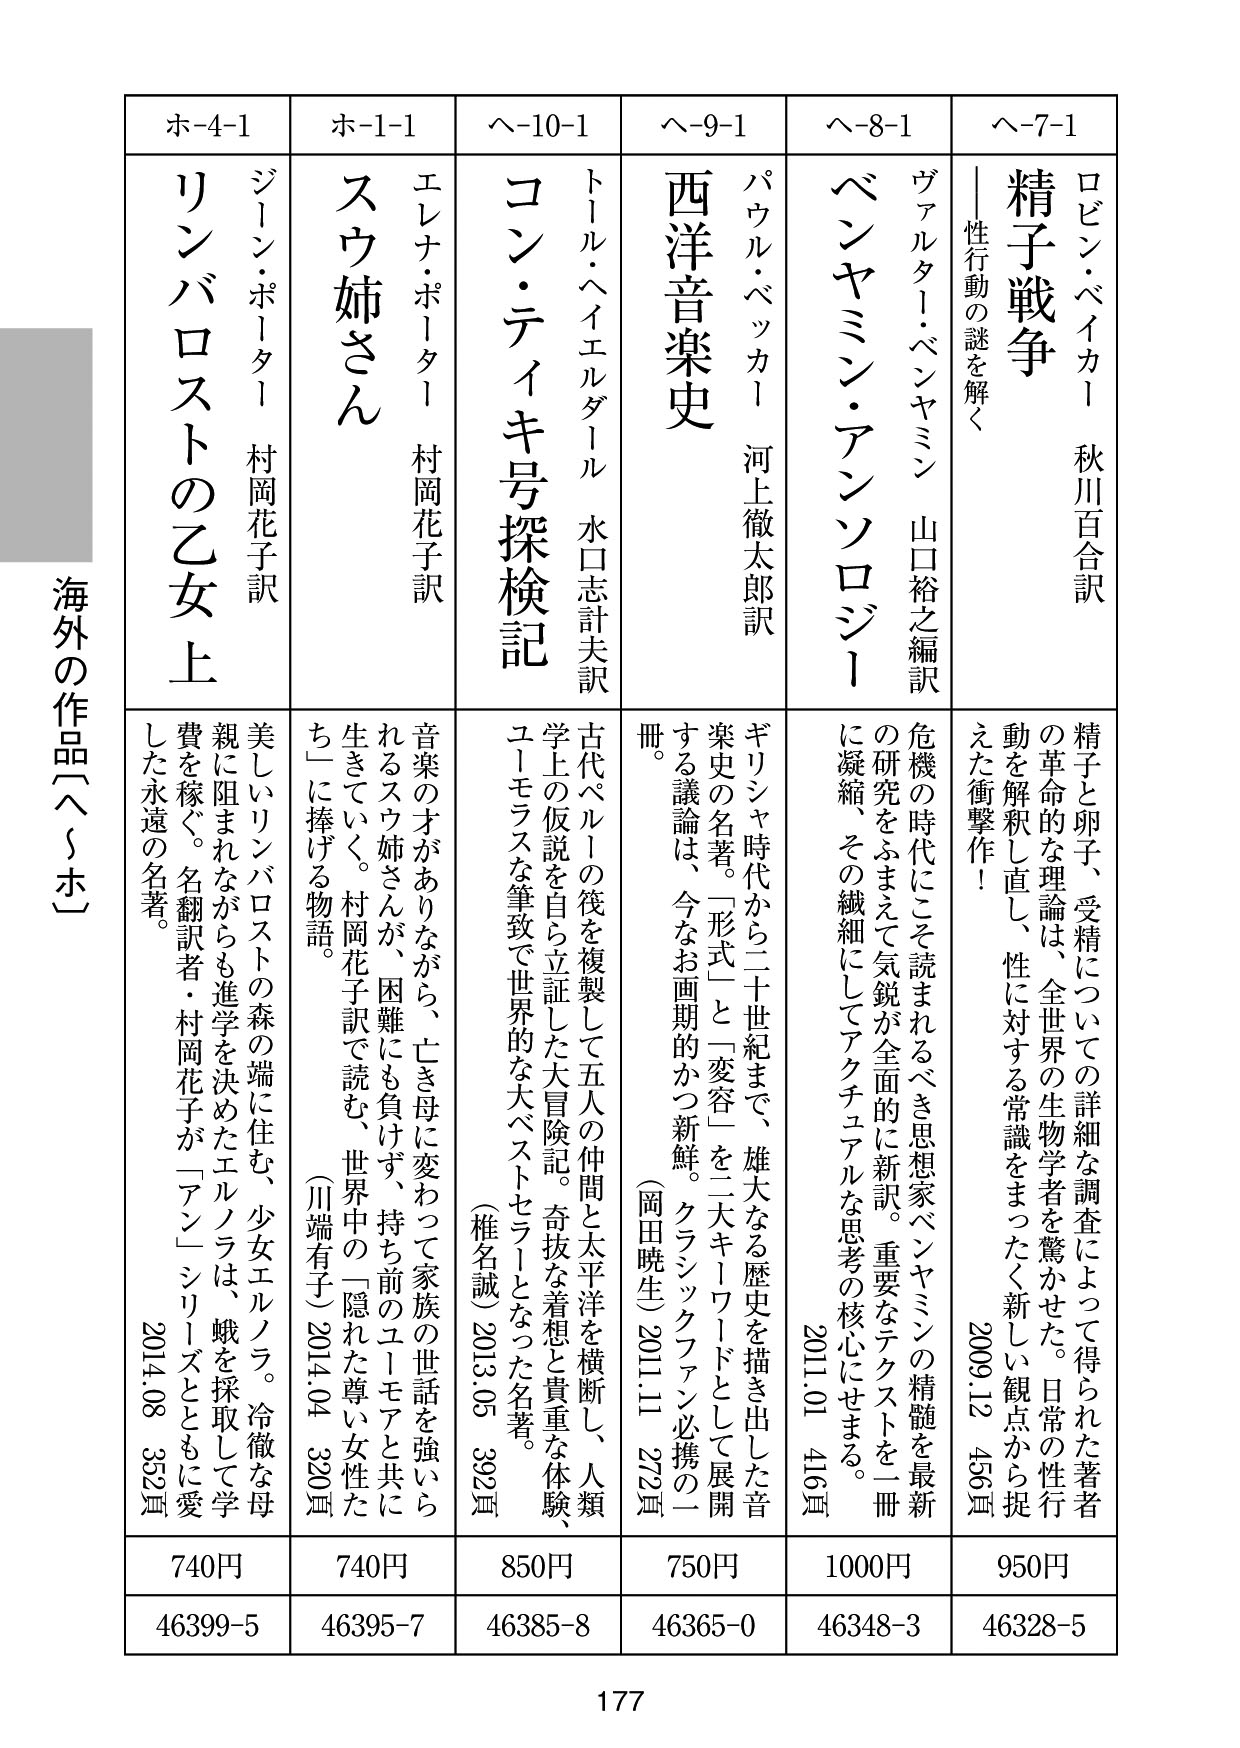 ヘ-7-1
ロビン・ベイカー　秋川百合訳
精子戦争
――性行動の謎を解く
精子と卵子、受精についての詳細な調査によって得られた著者
の革命的な理論は、全世界の生物学者を驚かせた。日常の性行
動を解釈し直し、性に対する常識をまったく新しい観点から捉
えた衝撃作！　2009.12　456頁
950円
46328-5
ヘ-8-1
ヴァルター・ベンヤミン　山口裕之編訳
ベンヤミン・アンソロジー
危機の時代にこそ読まれるべき思想家ベンヤミンの精髄を最新
の研究をふまえて気鋭が全面的に新訳。重要なテクストを一冊
に凝縮、その繊細にしてアクチュアルな思考の核心にせまる。
2011.01　416頁
1000円
46348-3
ヘ-9-1
パウル・ベッカー　河上徹太郎訳
西洋音楽史
ギリシャ時代から二十世紀まで、雄大なる歴史を描き出した音
楽史の名著。「形式」と「変容」を二大キーワードとして展開
する議論は、今なお画期的かつ新鮮。クラシックファン必携の一
冊。　（岡田暁生）2011.11　272頁
750円
46365-0
ヘ-10-1
トール・ヘイエルダール　水口志計夫訳
コン・ティキ号探検記
古代ペルーの筏を複製して五人の仲間と太平洋を横断し、人類
学上の仮説を自ら立証した大冒険記。奇抜な着想と貴重な体験、
ユーモラスな筆致で世界的な大ベストセラーとなった名著。
（椎名誠）2013.05　392頁
850円
46385-8
ホ-1-1
エレナ・ポーター　村岡花子訳
スウ姉さん
音楽の才がありながら、亡き母に変わって家族の世話を強いら
れるスウ姉さんが、困難にも負けず、持ち前のユーモアと共に
生きていく。村岡花子訳で読む、世界中の「隠れた尊い女性た
ち」に捧げる物語。　（川端有子）2014.04　320頁
740円
46395-7
ホ-4-1
ジーン・ポーター　村岡花子訳
リンバロストの乙女 上
美しいリンバロストの森の端に住む、少女エルノラ。冷徹な母
親に阻まれながらも進学を決めたエルノラは、蛾を採取して学
費を稼ぐ。名翻訳者・村岡花子が「アン」シリーズとともに愛
した永遠の名著。　2014.08　352頁
740円
46399-5
海外の作品〔ヘ～ホ〕
177